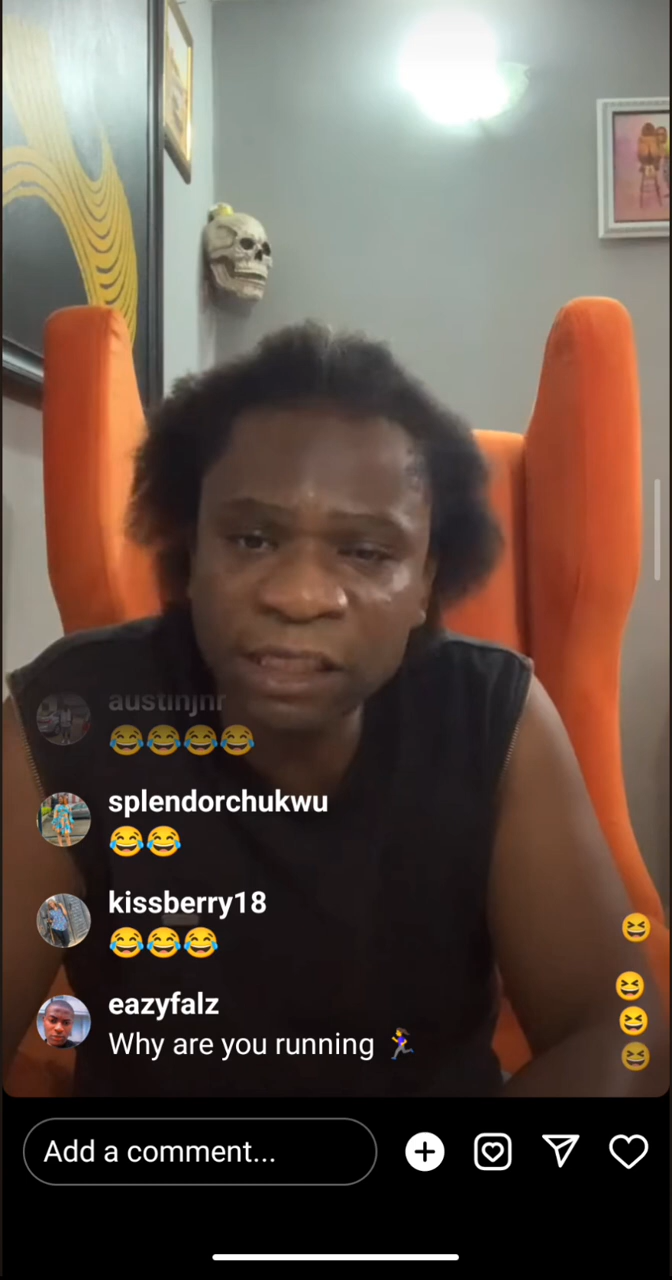 austinjnr
😂😂😂😂
splendorchukwu
😂😂
kissberry18
😂😂😂
eazyfalz
Why are you running 🏃‍♀️
Add a comment...